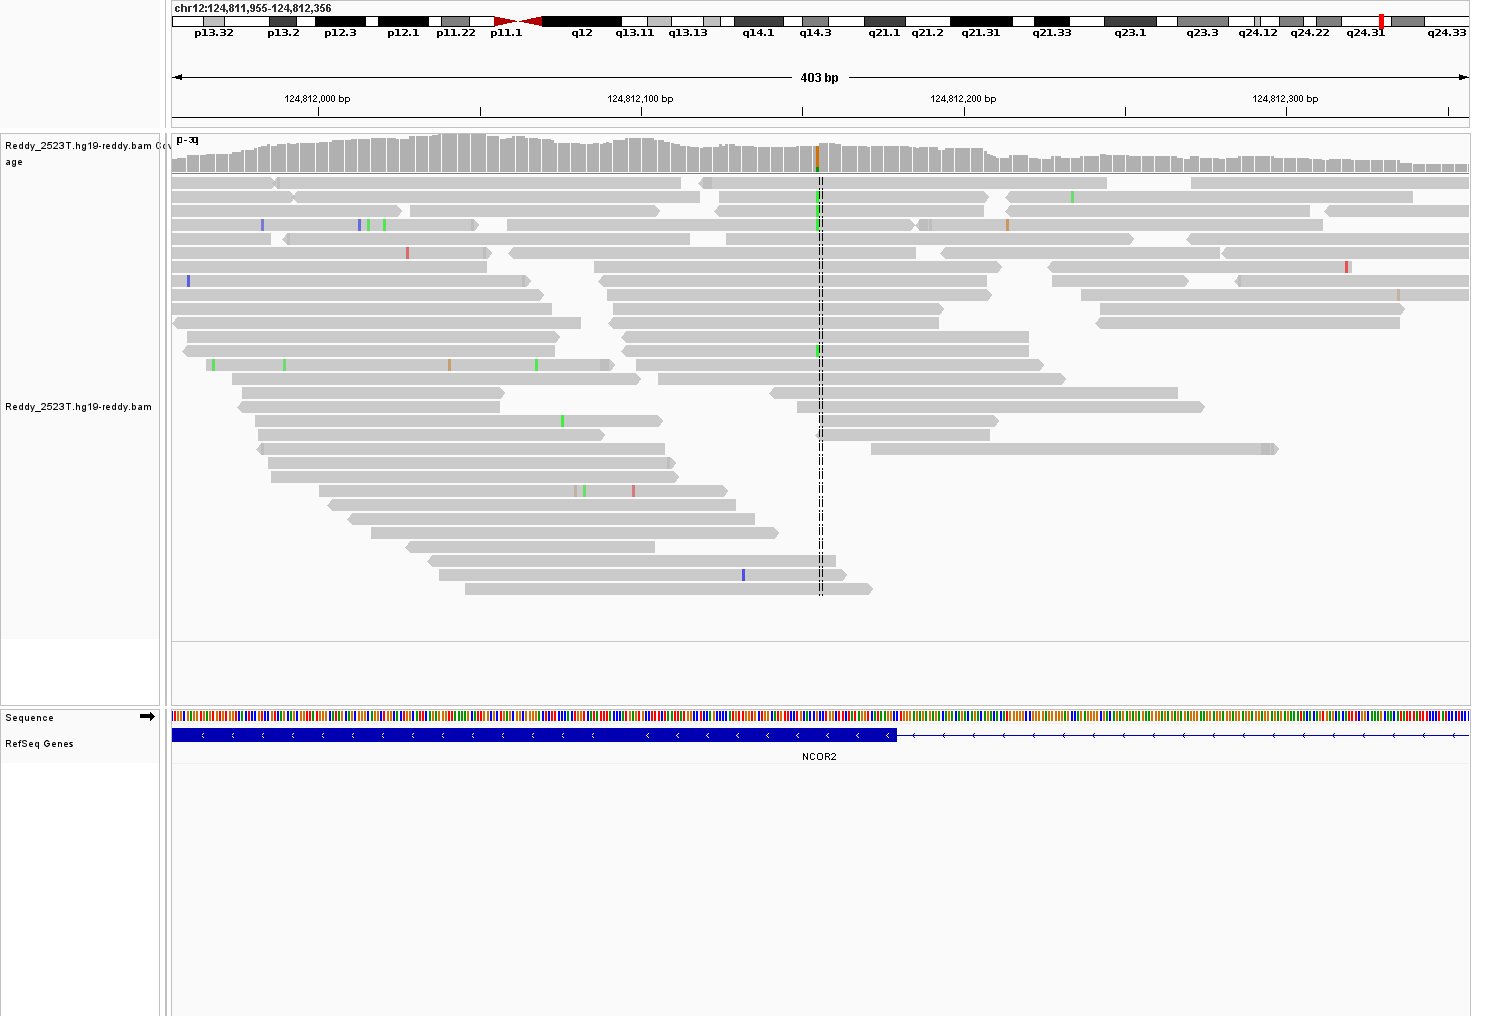 chr12:124,811,955-124,812,356
p13.32 p13.2 p12.3 p12.1 p11.22 p11.1 q12 q13.11 q13.13 q14.1 q14.3 q21.1 q21.2 q21.31 q21.33 q23.1 q23.3 q24.12 q24.22 q24.31 q24.33
403 bp
124,812,000 bp 124,812,100 bp 124,812,200 bp 124,812,300 bp
Reddy_2523T.hg19-reddy.bam Cov
age
[0 - 30]
Reddy_2523T.hg19-reddy.bam
Sequence
RefSeq Genes
NCOR2